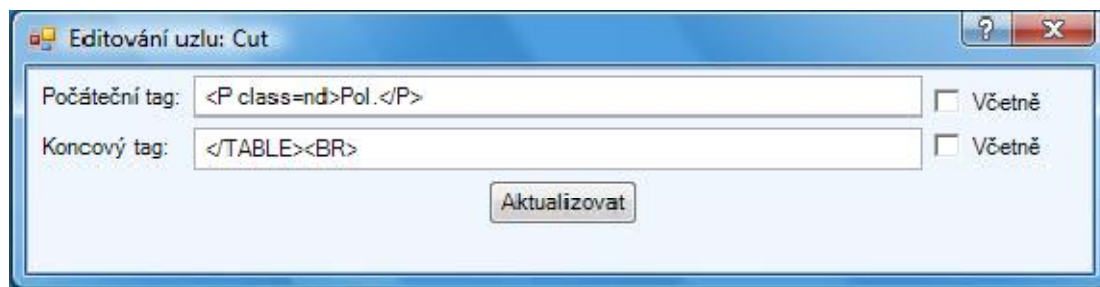 Editování uzlu: Cut
Počáteční tag: <P class=nd>Pol.</P> Včetně
Koncový tag: </TABLE><BR> Včetně
Aktualizovat